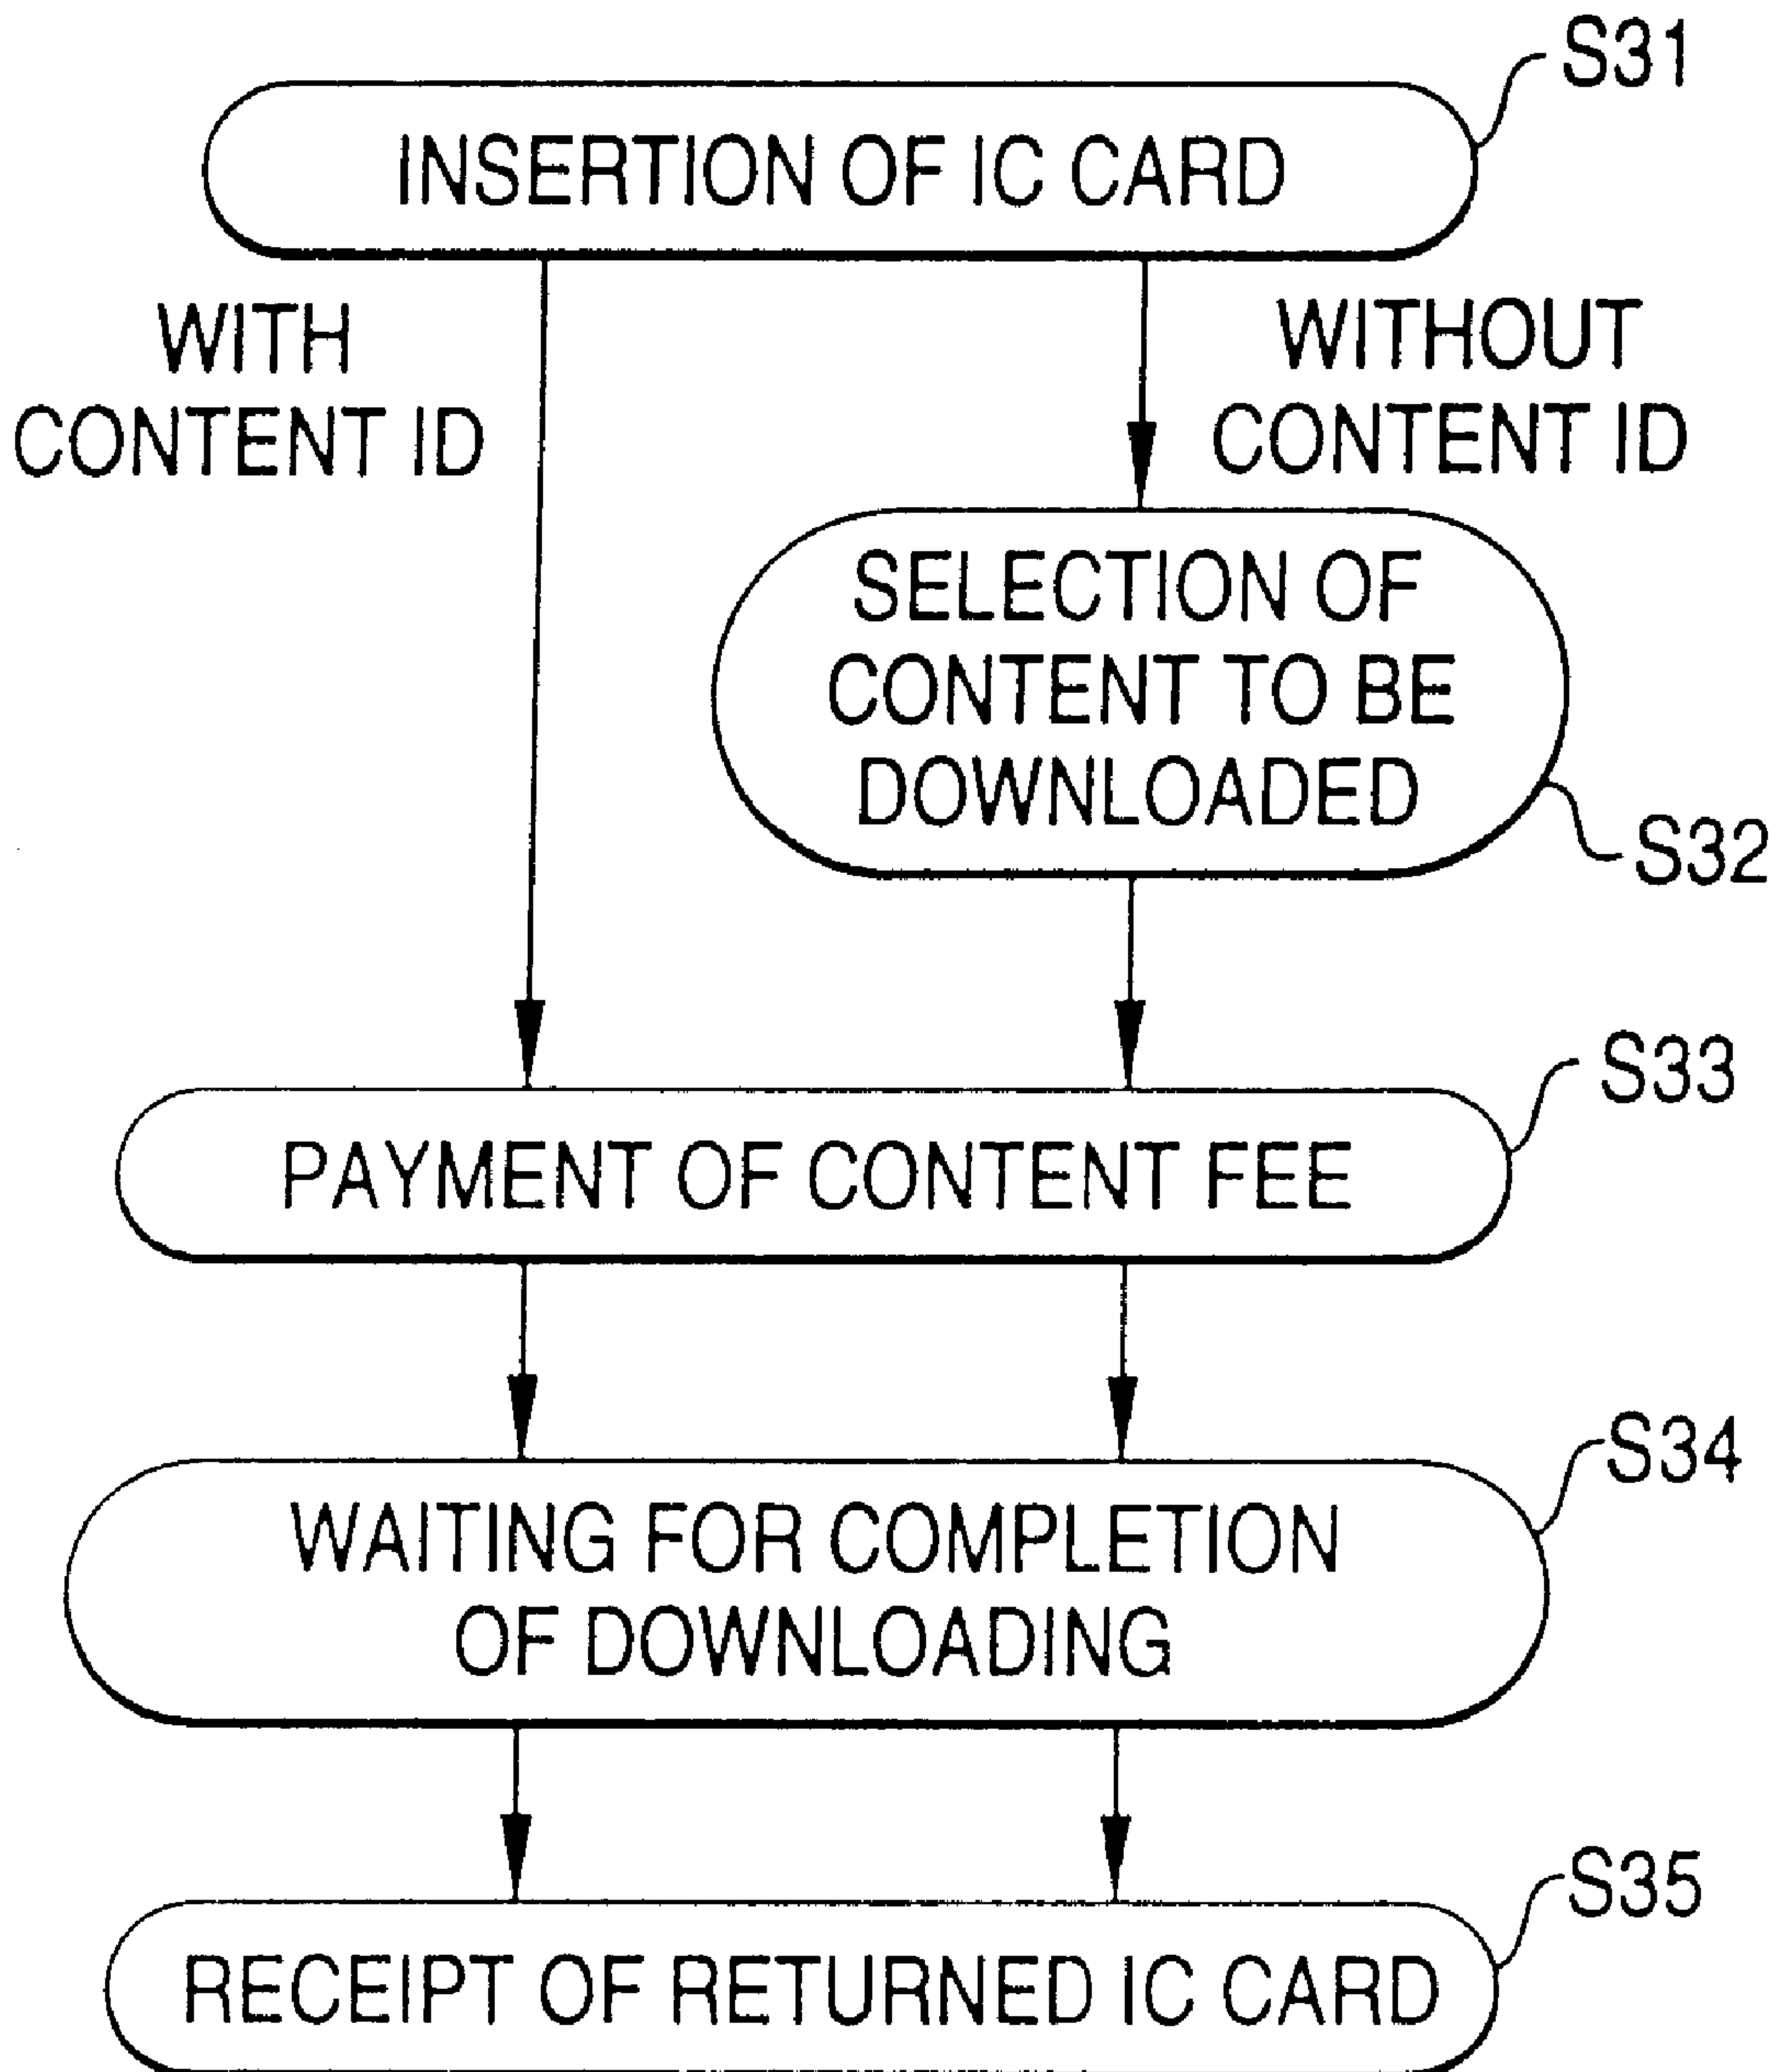 S31
INSERTION OF IC CARD
WITH
CONTENT ID
WITHOUT
CONTENT ID
SELECTION OF
CONTENT TO BE
DOWNLOADED
S32
S33
PAYMENT OF CONTENT FEE
S34
WAITING FOR COMPLETION
OF DOWNLOADING
S35
RECEIPT OF RETURNED IC CARD